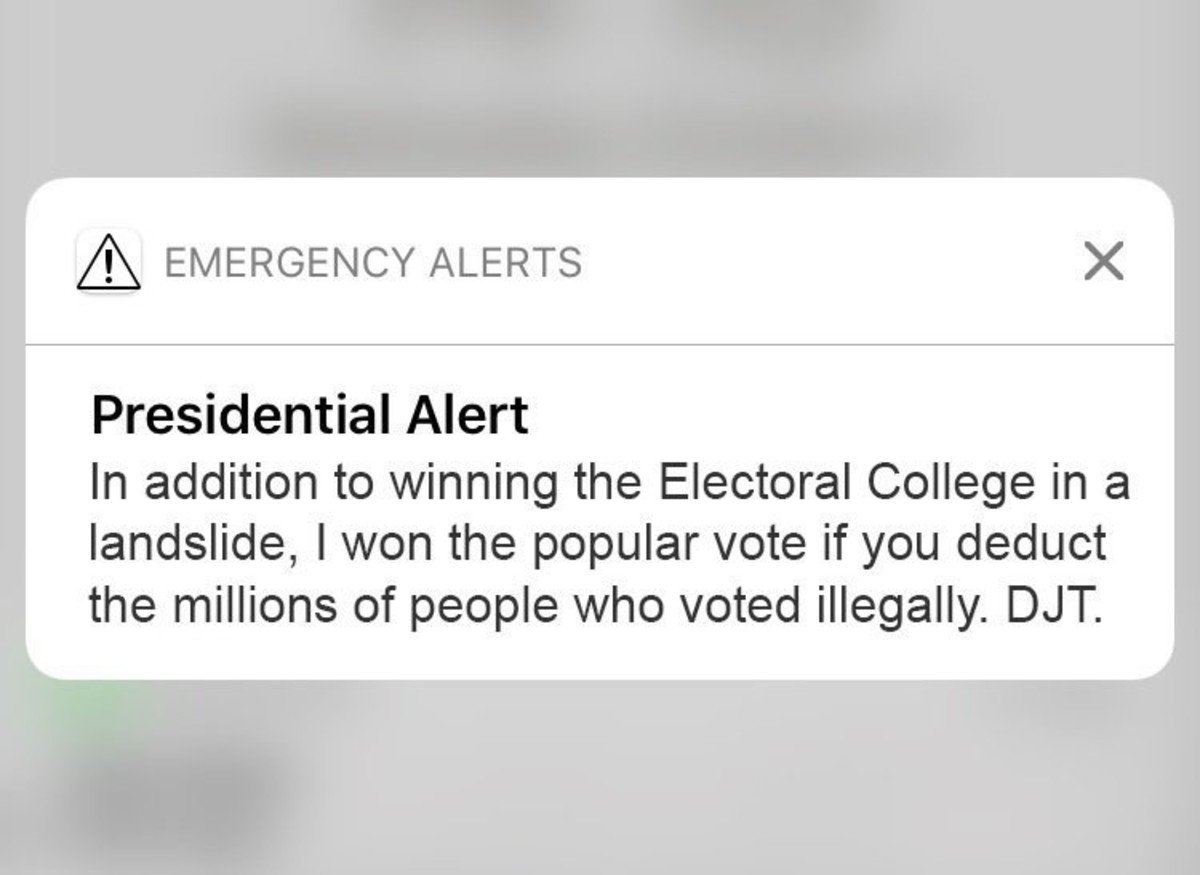 EMERGENCY ALERTS
Presidential Alert
In addition to winning the Electoral College in a
landslide, I won the popular vote if you deduct
the millions of people who voted illegally. DJT.